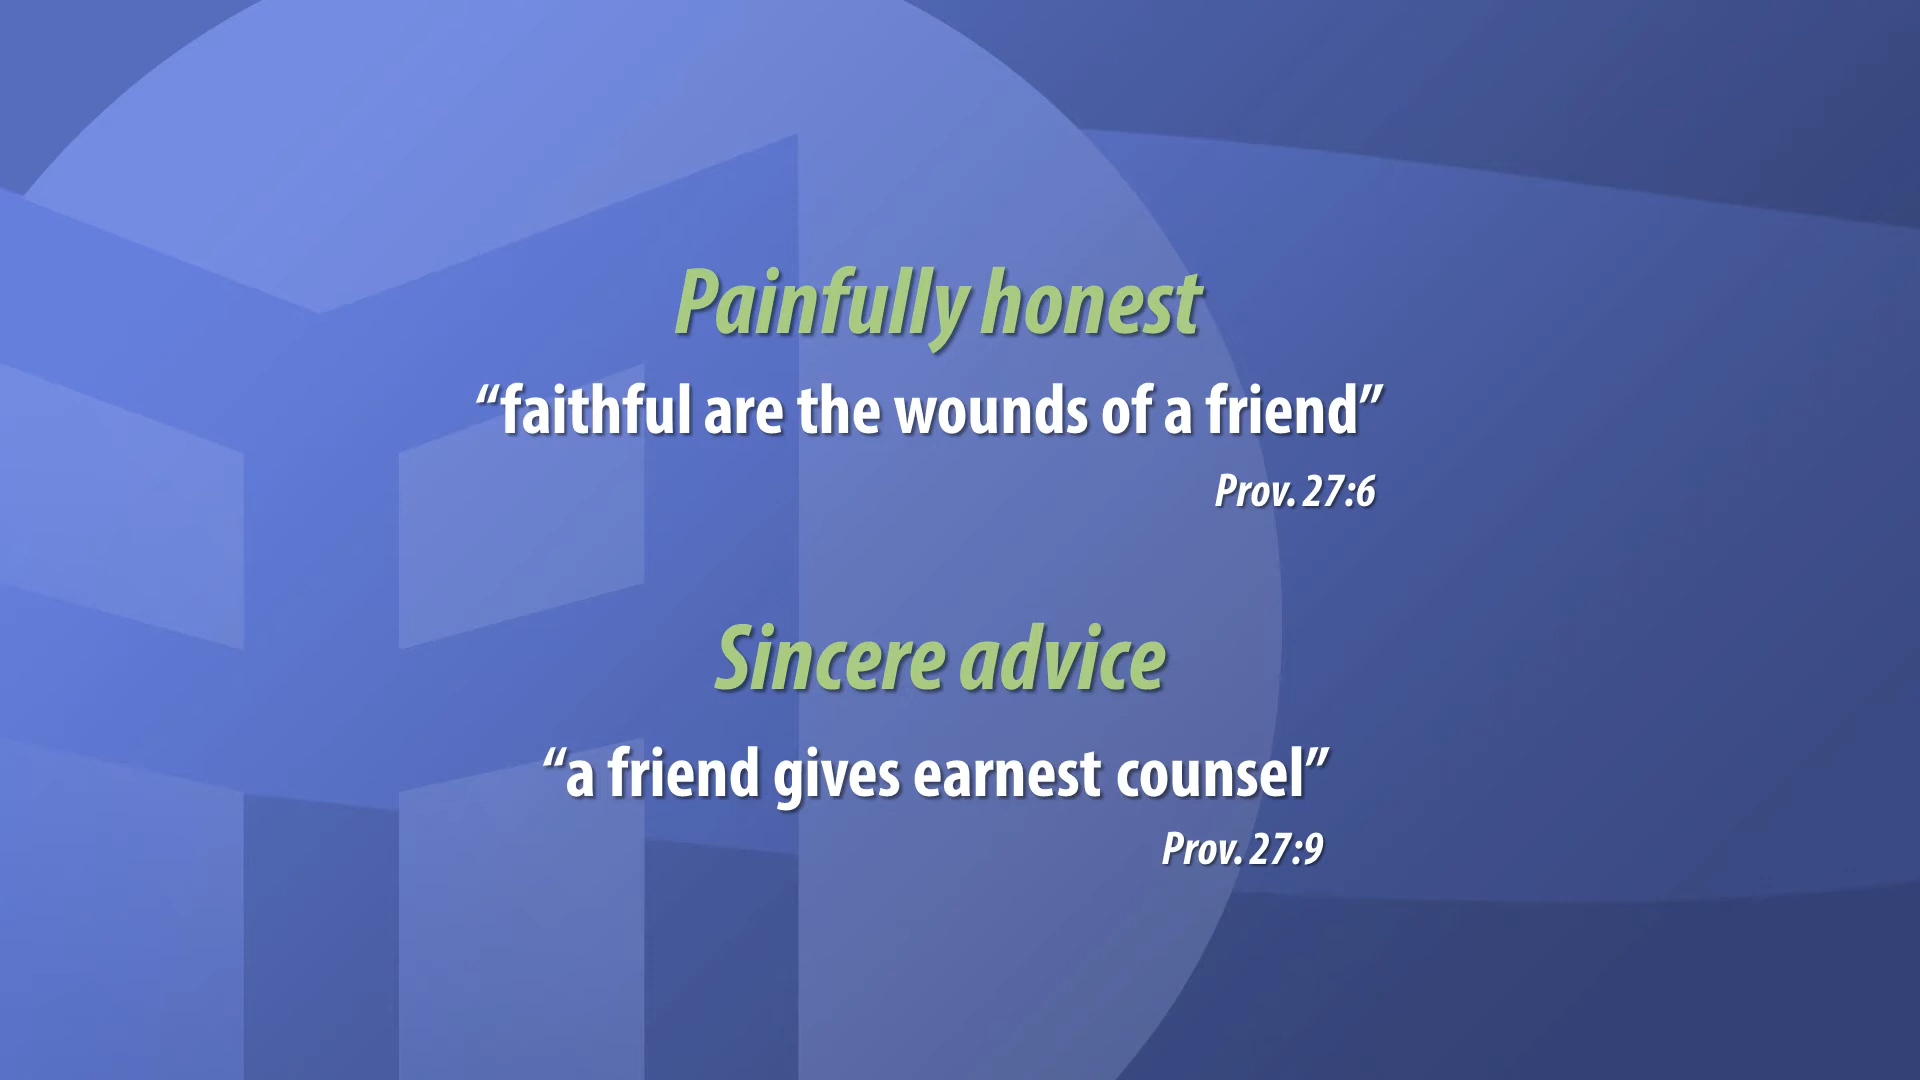 Painfully honest
“faithful are the wounds of a friend”
Prov. 27:6
Sincere advice
“a friend gives earnest counsel”
Prov. 27:9